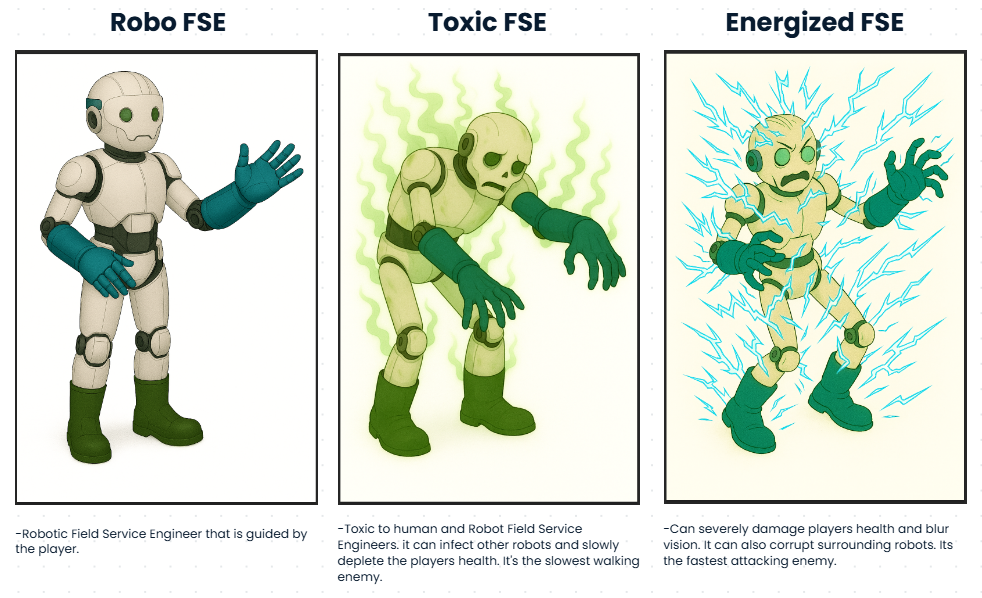 Robo FSE
Toxic FSE
Energized FSE
-Robotic Field Service Engineer that is guided by
the player.
-Toxic to human and Robot Field Service
Engineers. it can infect other robots and slowly
deplete the players health. It's the slowest walking
enemy.
-Can severely damage players health and blur
vision. It can also corrupt surrounding robots. Its
the fastest attacking enemy.